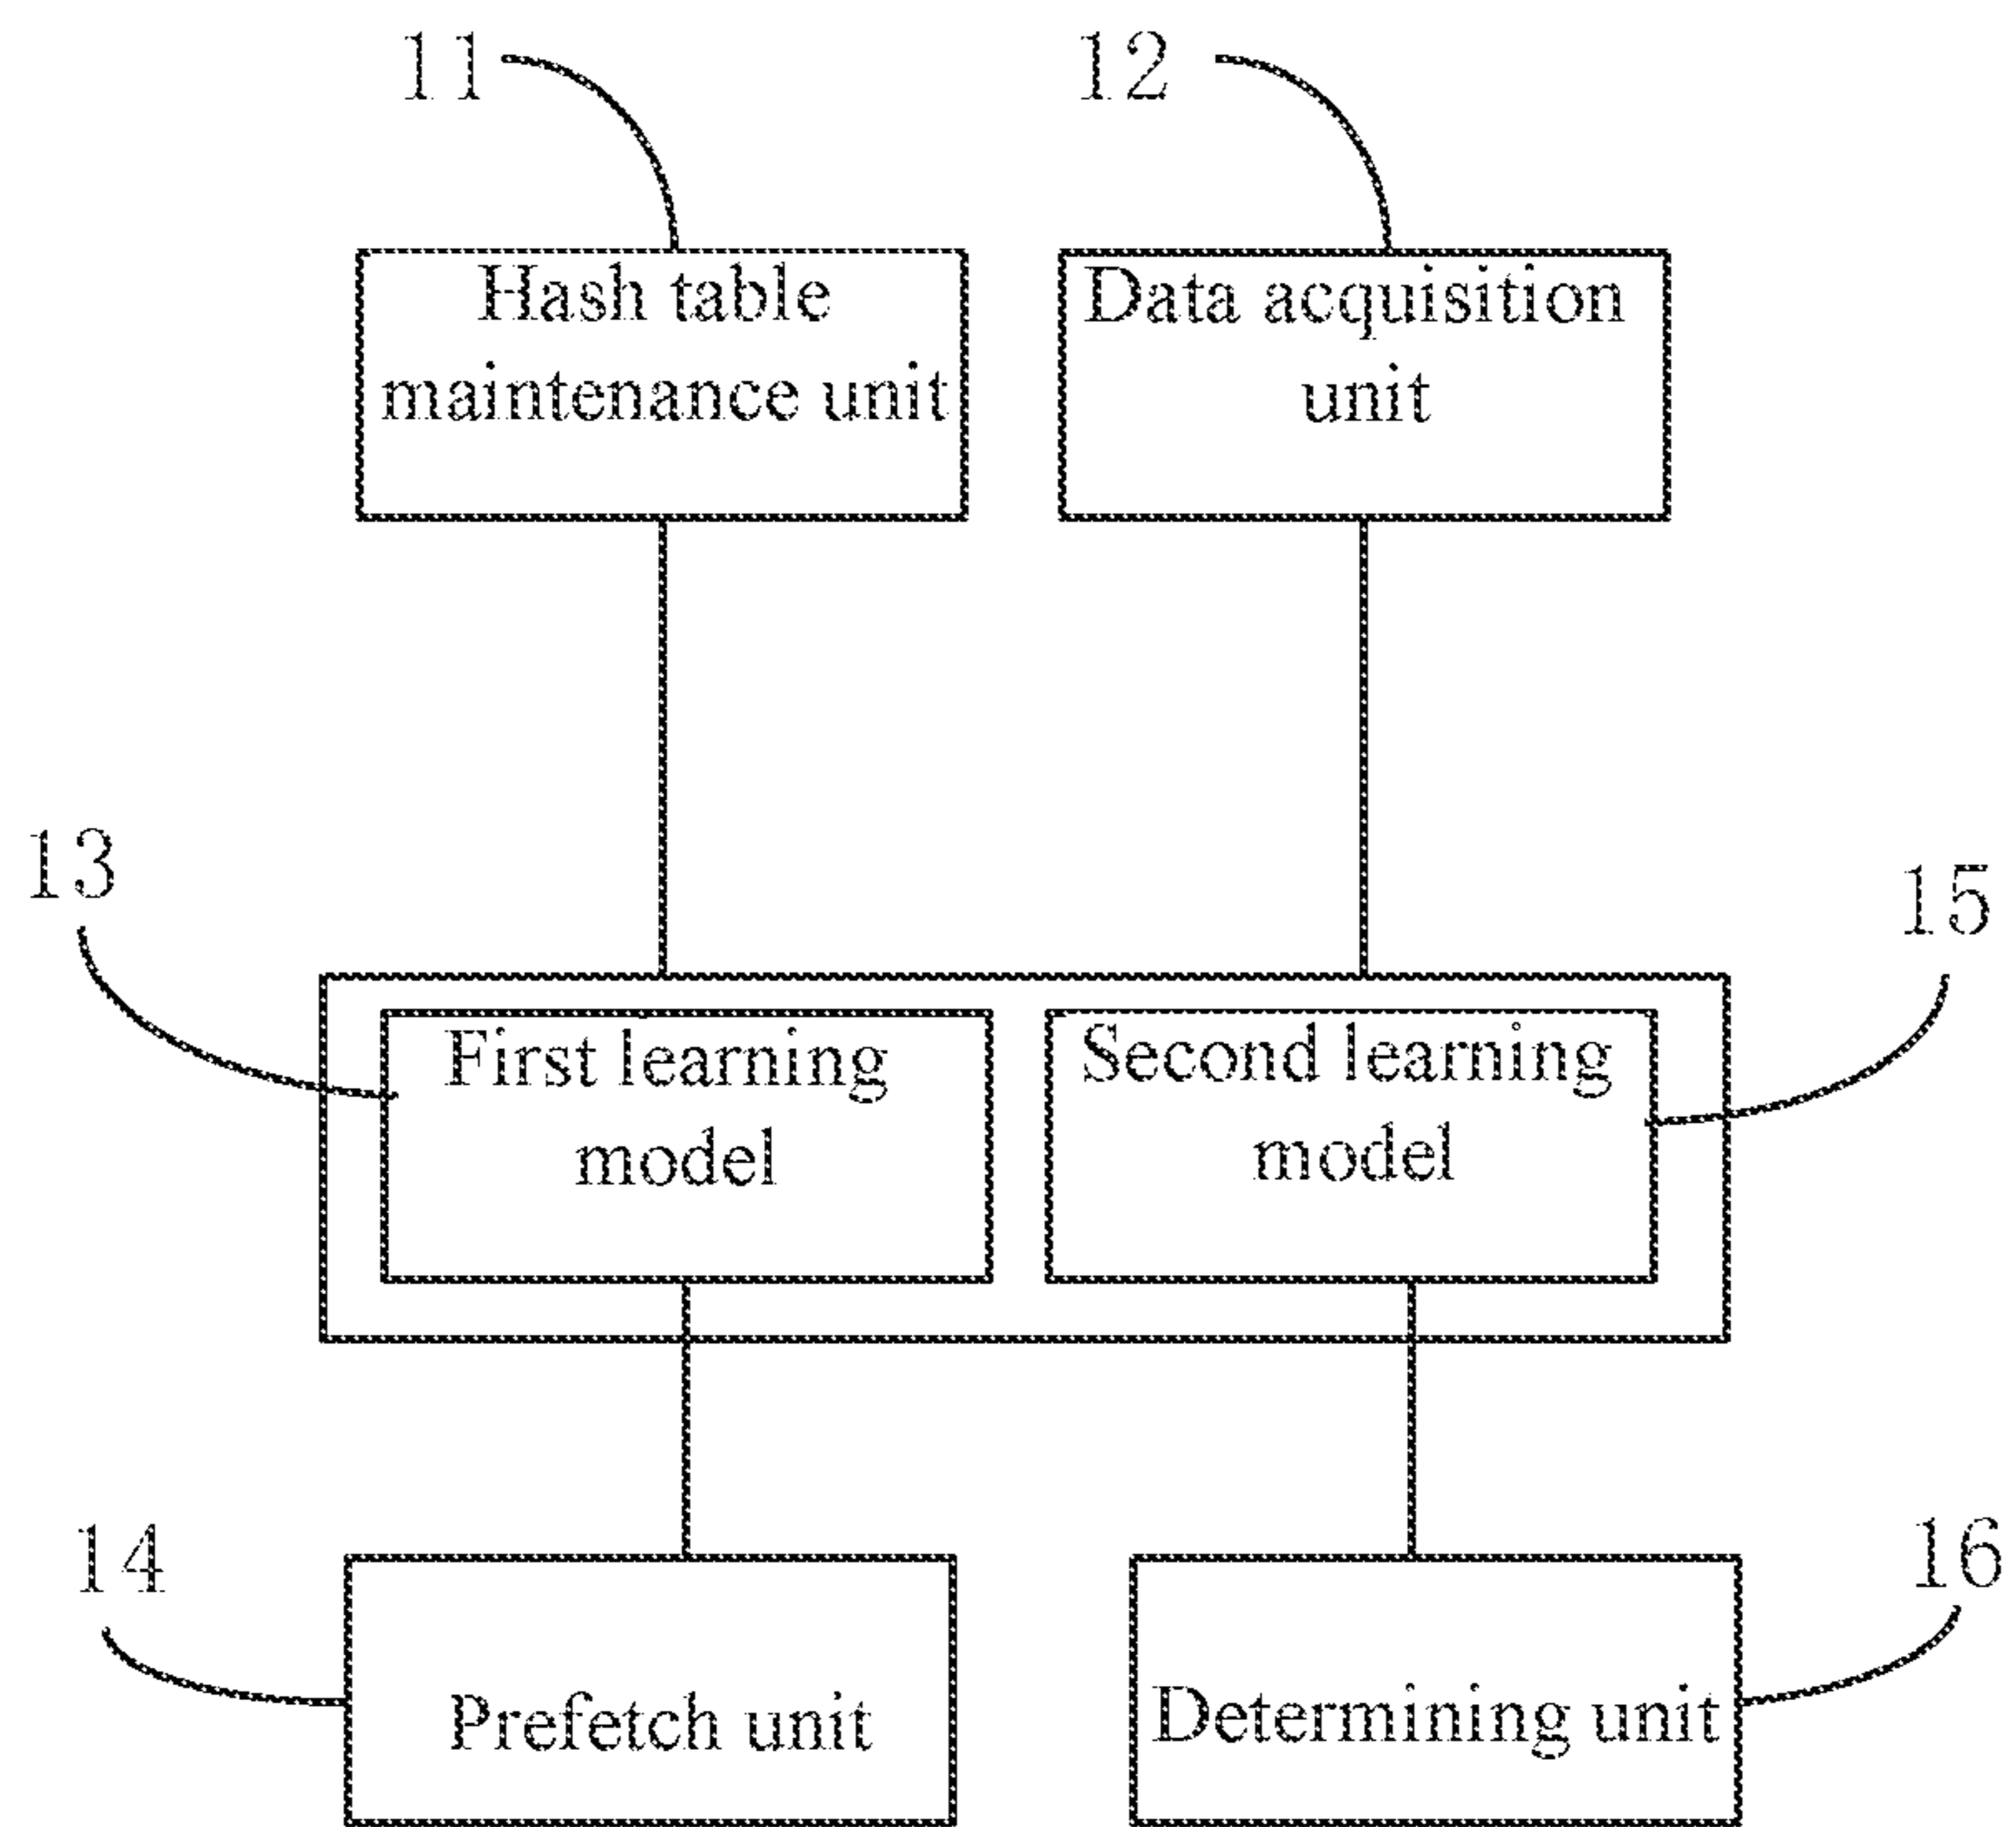 11
12
Hash table
maintenance unit
Data acquisition
unit
13
15
First learning
model
Second learning
model
14
16
Prefetch unit
Determining unit